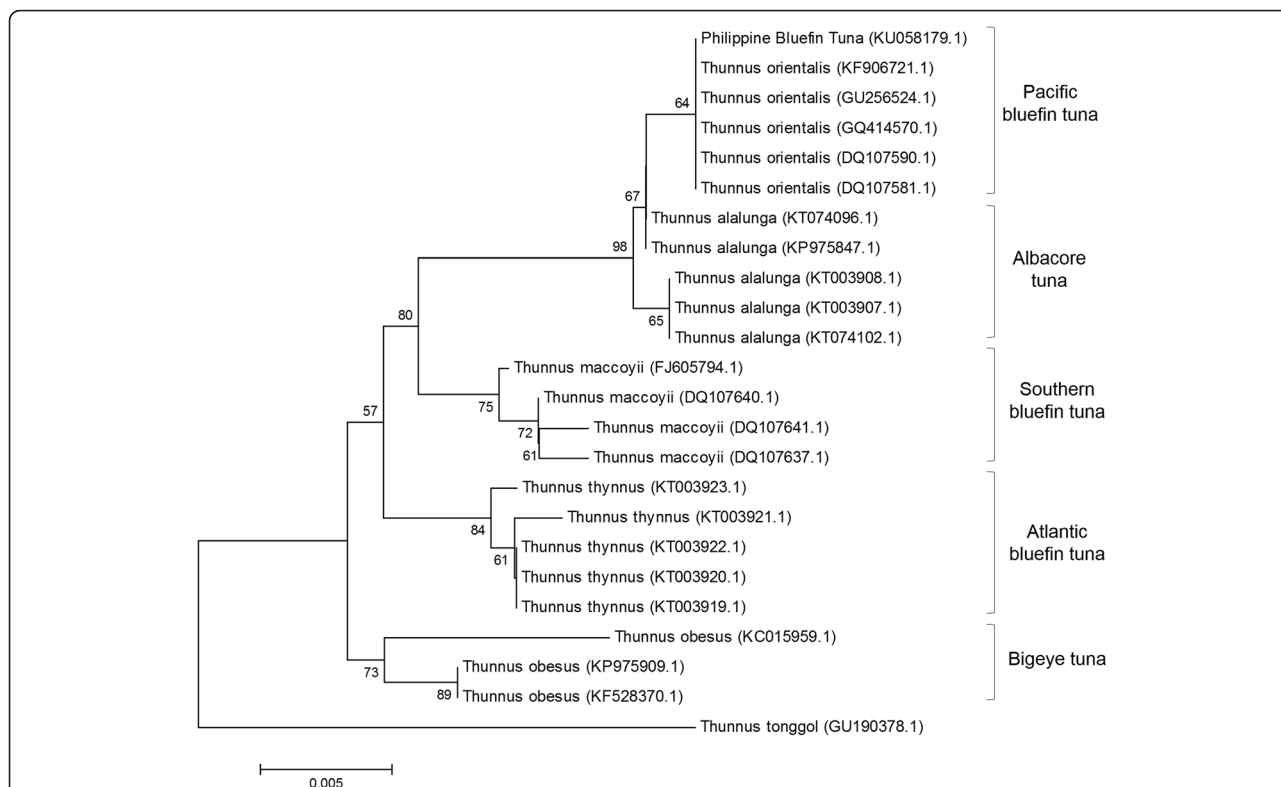 Philippine Bluefin Tuna (KU058179.1)
Thunnus orientalis (KF906721.1)
Thunnus orientalis (GU256524.1)
Thunnus orientalis (GQ414570.1)
Thunnus orientalis (DQ107590.1)
Thunnus orientalis (DQ107581.1)
Pacific
bluefin tuna
64
67
Thunnus alalunga (KT074096.1)
Thunnus alalunga (KP975847.1)
98
Thunnus alalunga (KT003908.1)
Thunnus alalunga (KT003907.1)
65
Thunnus alalunga (KT074102.1)
Albacore
tuna
80
Thunnus maccoyii (FJ605794.1)
75
Thunnus maccoyii (DQ107640.1)
72
Thunnus maccoyii (DQ107641.1)
61
Thunnus maccoyii (DQ107637.1)
Southern
bluefin tuna
57
Thunnus thynnus (KT003923.1)
84
Thunnus thynnus (KT003921.1)
61
Thunnus thynnus (KT003922.1)
Thunnus thynnus (KT003920.1)
Thunnus thynnus (KT003919.1)
Atlantic
bluefin tuna
Thunnus obesus (KC015959.1)
73
Thunnus obesus (KP975909.1)
89
Thunnus obesus (KF528370.1)
Bigeye tuna
Thunnus tonggol (GU190378.1)
0.005